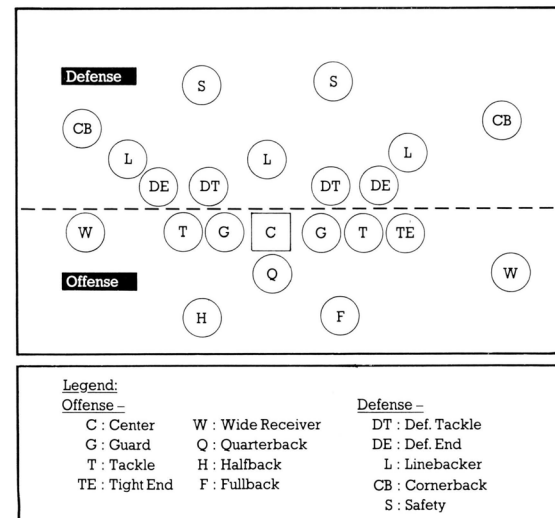 Defense
S S
CB CB
L L L
DE DT DT DE
W T G C G T TE
Q W
Offense
H F
Legend:
Offense –
C : Center
G : Guard
T : Tackle
TE : Tight End
W : Wide Receiver
Q : Quarterback
H : Halfback
F : Fullback
Defense –
DT : Def. Tackle
DE : Def. End
L : Linebacker
CB : Cornerback
S : Safety